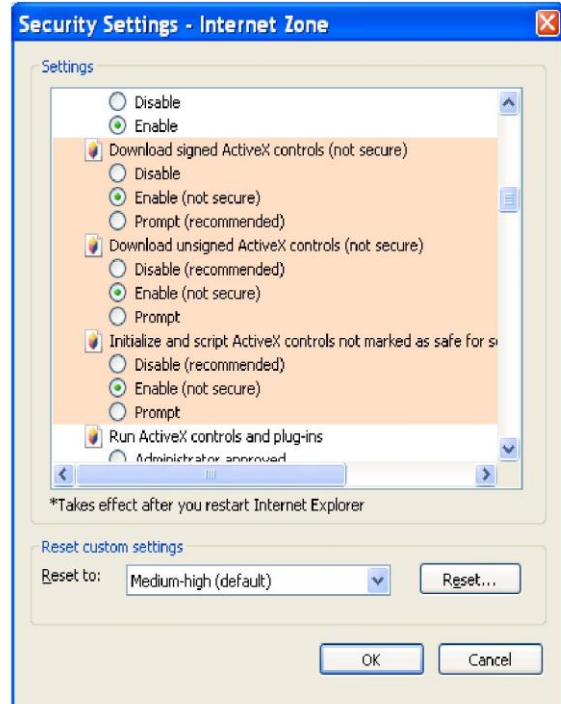 Security Settings - Internet Zone
Settings
Disable
Enable
Download signed ActiveX controls (not secure)
Disable
Enable (not secure)
Prompt (recommended)
Download unsigned ActiveX controls (not secure)
Disable (recommended)
Enable (not secure)
Prompt
Initialize and script ActiveX controls not marked as safe for s
Disable (recommended)
Enable (not secure)
Prompt
Run ActiveX controls and plug-ins
Administrator approved
*Takes effect after you restart Internet Explorer
Reset custom settings
Reset to: Medium-high (default) Reset...
OK Cancel